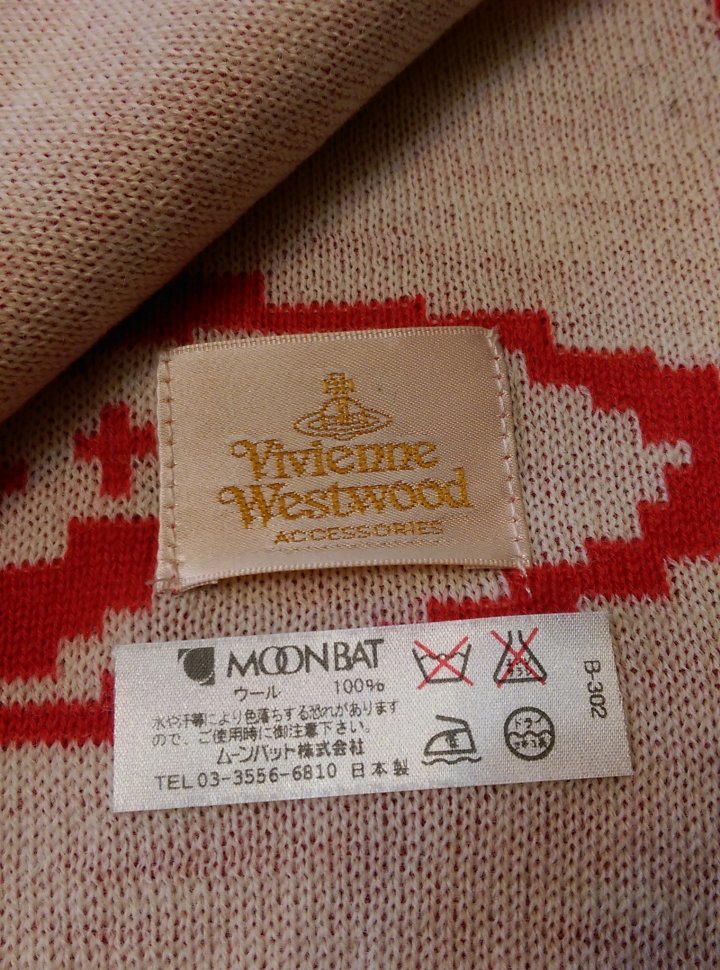 Vivienne
Westwood
ACCESSORIES
MOONBAT
ウール 100%
水や汗等により色落ちする恐れがあります
ので、ご使用時に御注意下さい。
ムーンバット株式会社
TEL 03-3556-6810 日本製
B-302
ドライ